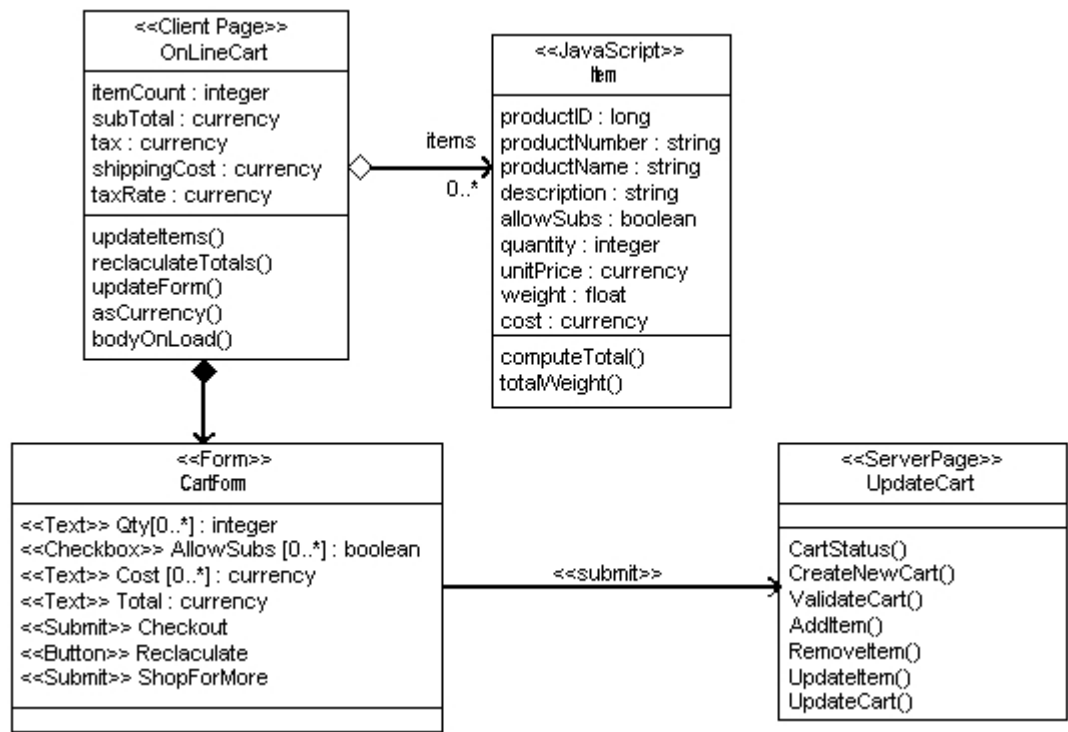 <<Client Page>>
OnLineCart
itemCount : integer
subTotal : currency
tax : currency
shippingCost : currency
taxRate : currency
updateItems()
reclaculateTotals()
updateForm()
asCurrency()
bodyOnLoad()
items
0..*
<<JavaScript>>
Item
productID : long
productNumber : string
productName : string
description : string
allowSubs : boolean
quantity : integer
unitPrice : currency
weight : float
cost : currency
computeTotal()
totalWeight()
<<Form>>
CartForm
<<Text>> Qty[0..*] : integer
<<Checkbox>> AllowSubs [0..*] : boolean
<<Text>> Cost [0..*] : currency
<<Text>> Total : currency
<<Submit>> Checkout
<<Button>> Reclaculate
<<Submit>> ShopForMore
<<submit>>
<<ServerPage>>
UpdateCart
CartStatus()
CreateNewCart()
ValidateCart()
AddItem()
RemoveItem()
UpdateItem()
UpdateCart()